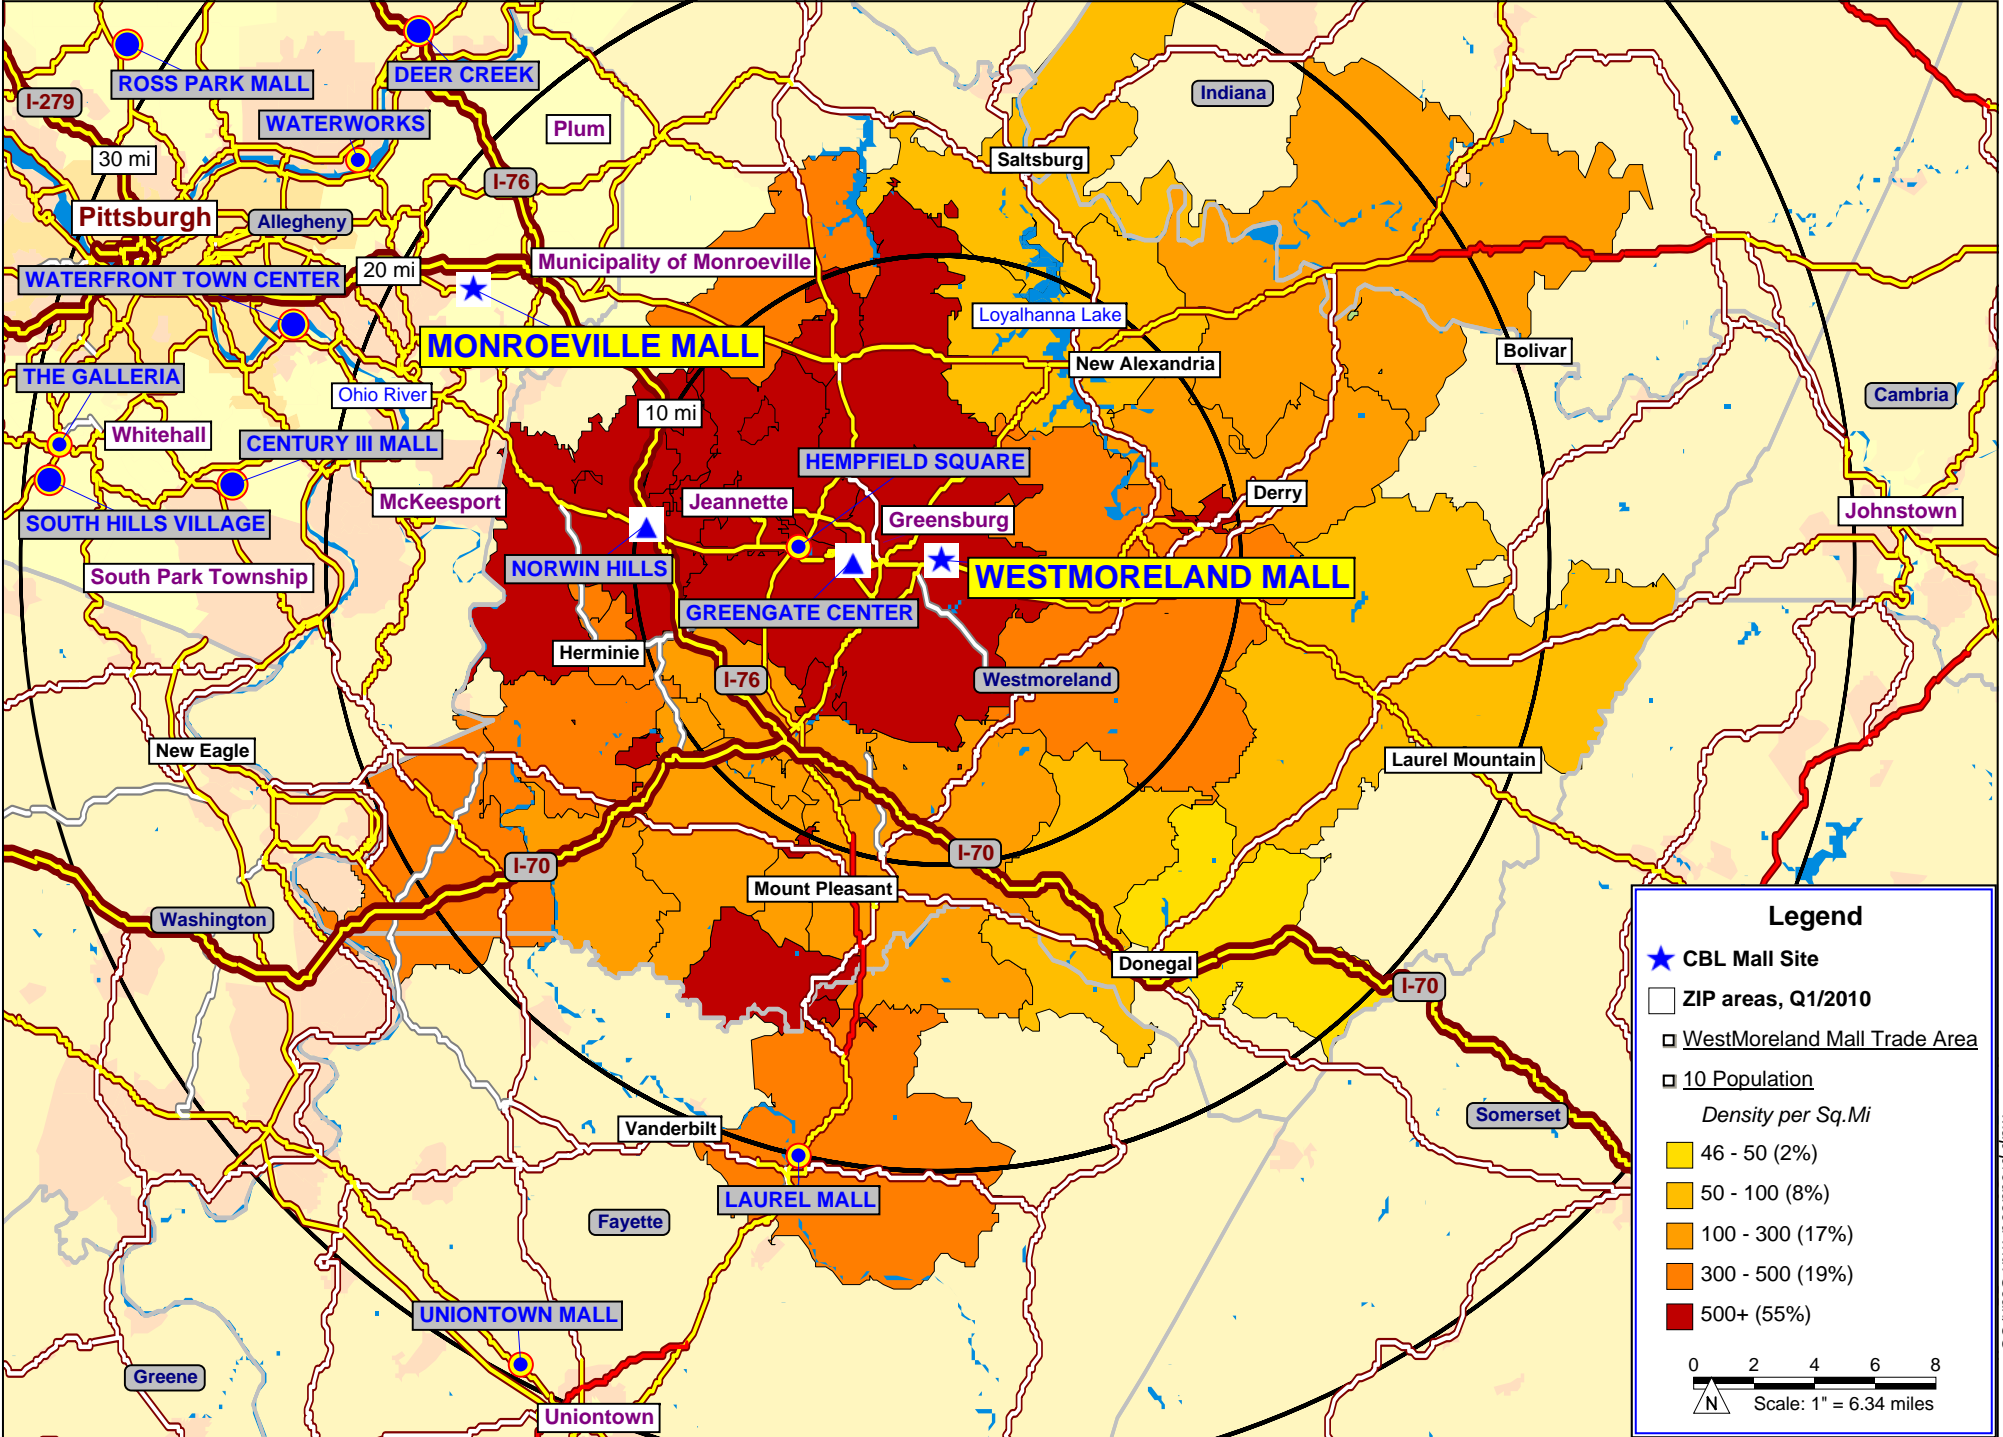 ROSS PARK MALL
DEER CREEK
I-279
WATERWORKS
Plum
Indiana
30 mi
Saltsburg
I-76
Pittsburgh
Allegheny
Municipality of Monroeville
20 mi
WATERFRONT TOWN CENTER
Loyalhanna Lake
MONROEVILLE MALL
New Alexandria
Bolivar
THE GALLERIA
Ohio River
Cambria
10 mi
Whitehall
CENTURY III MALL
HEMPFIELD SQUARE
McKeesport
Jeannette
Derry
Greensburg
Johnstown
SOUTH HILLS VILLAGE
NORWIN HILLS
South Park Township
WESTMORELAND MALL
GREENGATE CENTER
Herminie
I-76
Westmoreland
New Eagle
Laurel Mountain
I-70
I-70
Mount Pleasant
Washington
Donegal
I-70
Vanderbilt
Somerset
LAUREL MALL
Fayette
UNIONTOWN MALL
Greene
Uniontown
Legend
CBL Mall Site
ZIP areas, Q1/2010
WestMoreland Mall Trade Area
10 Population
Density per Sq.Mi
46 - 50 (2%)
50 - 100 (8%)
100 - 300 (17%)
300 - 500 (19%)
500+ (55%)
0 2 4 6 8
N
Scale: 1" = 6.34 miles